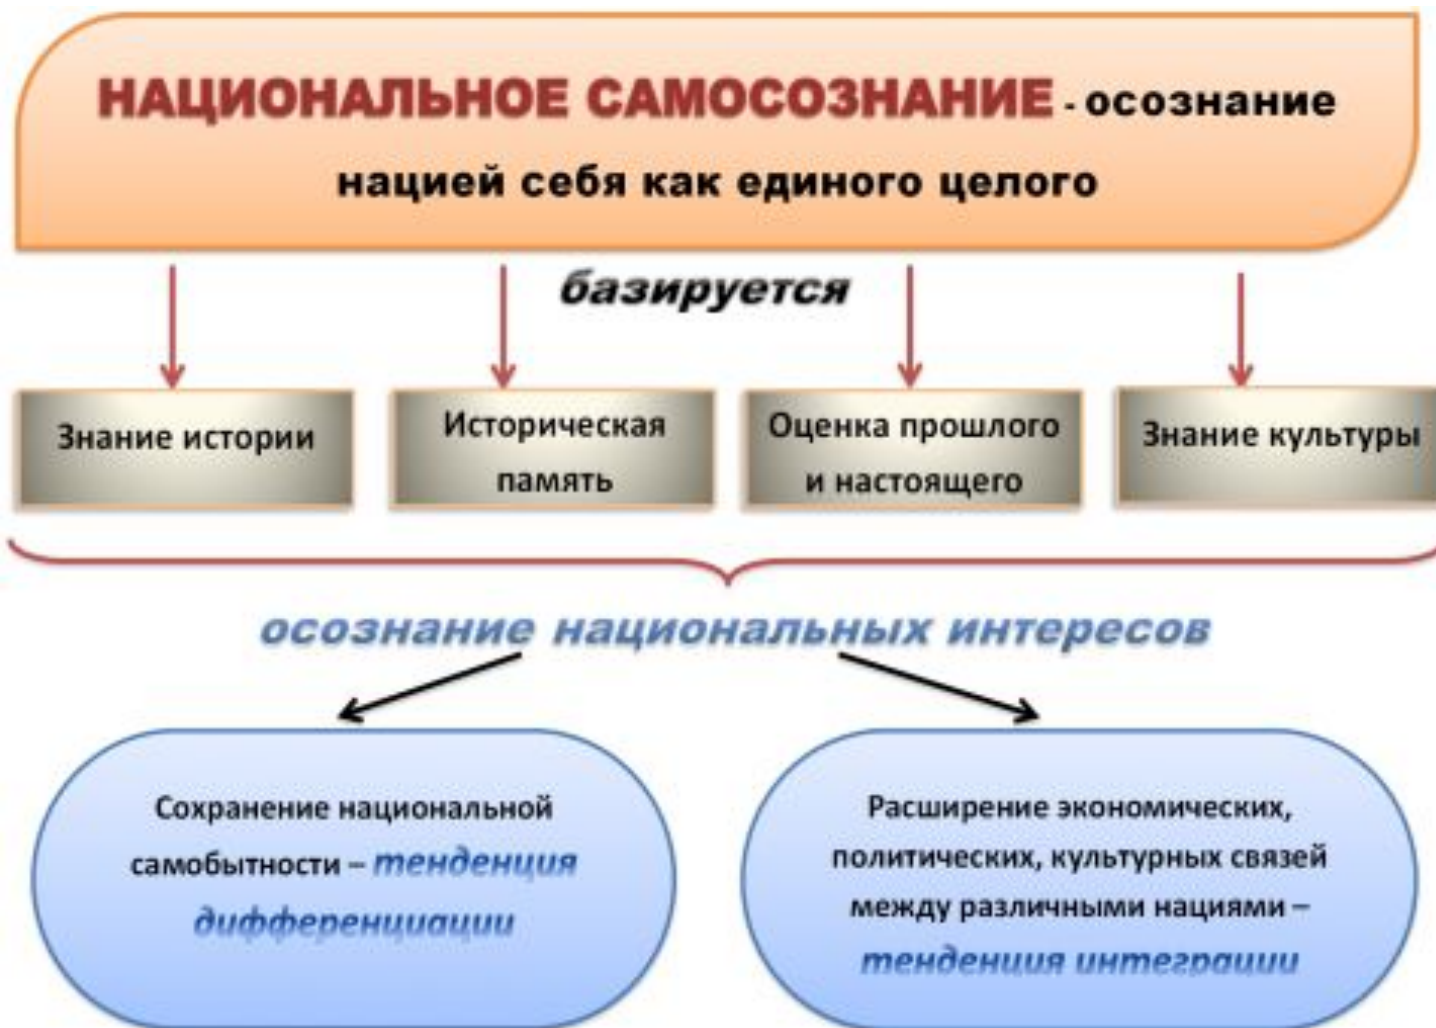 НАЦИОНАЛЬНОЕ САМОСОЗНАНИЕ - осознание
нацией себя как единого целого
базируется
Знание истории
Историческая
память
Оценка прошлого
и настоящего
Знание культуры
осознание национальных интересов
Сохранение национальной
самобытности – тенденция
дифференциации
Расширение экономических,
политических, культурных связей
между различными нациями –
тенденция интеграции